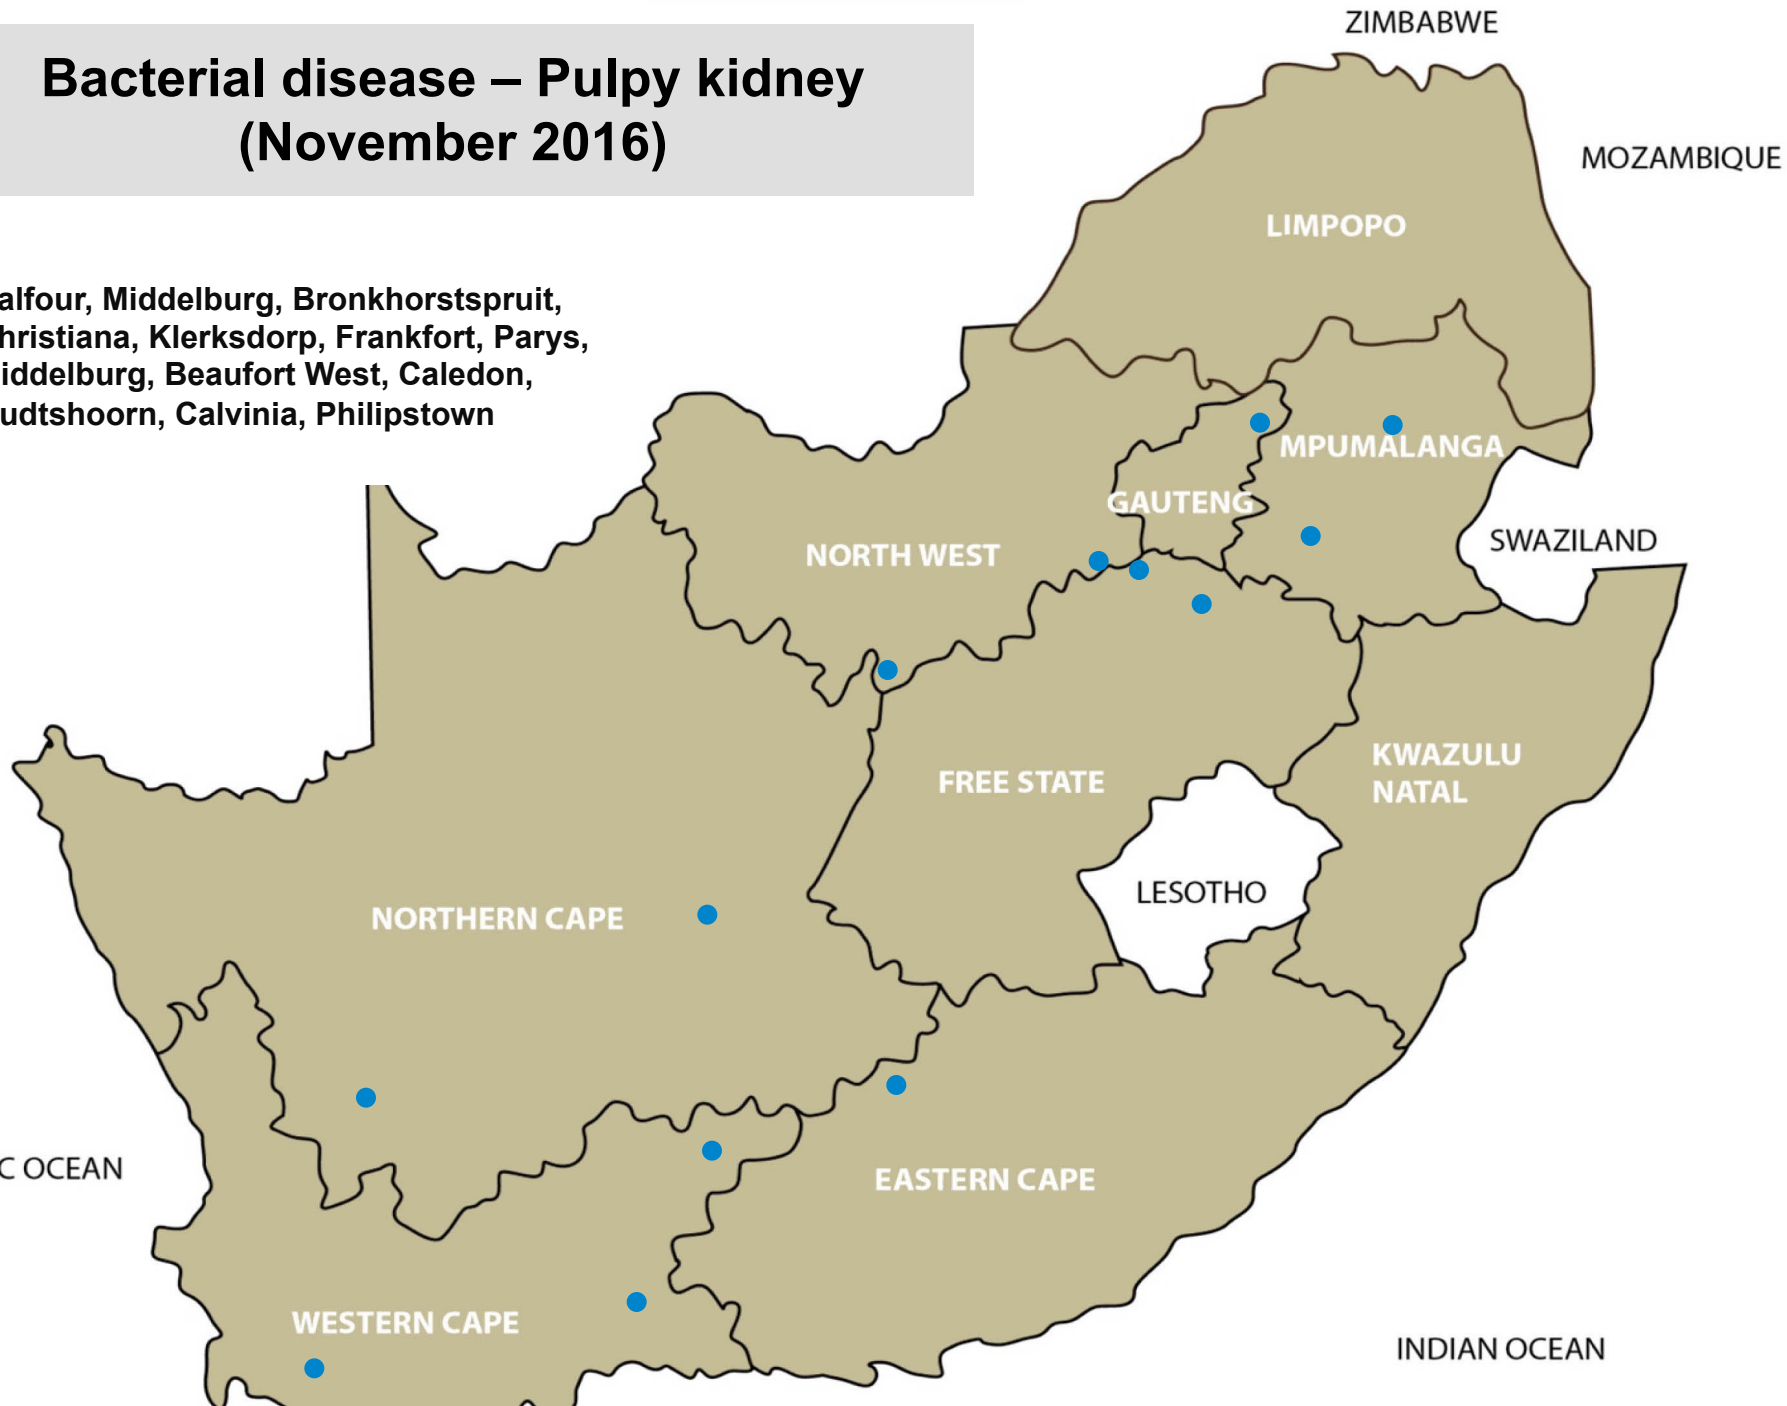 Bacterial disease – Pulpy kidney
(November 2016)
alfour, Middelburg, Bronkhorstspruit,
hristiana, Klerksdorp, Frankfort, Parys,
iddelburg, Beaufort West, Caledon,
udtshoorn, Calvinia, Philipstown
ZIMBABWE
MOZAMBIQUE
LIMPOPO
MPUMALANGA
GAUTENG
SWAZILAND
NORTH WEST
KWAZULU
NATAL
FREE STATE
LESOTHO
NORTHERN CAPE
C OCEAN
EASTERN CAPE
WESTERN CAPE
INDIAN OCEAN